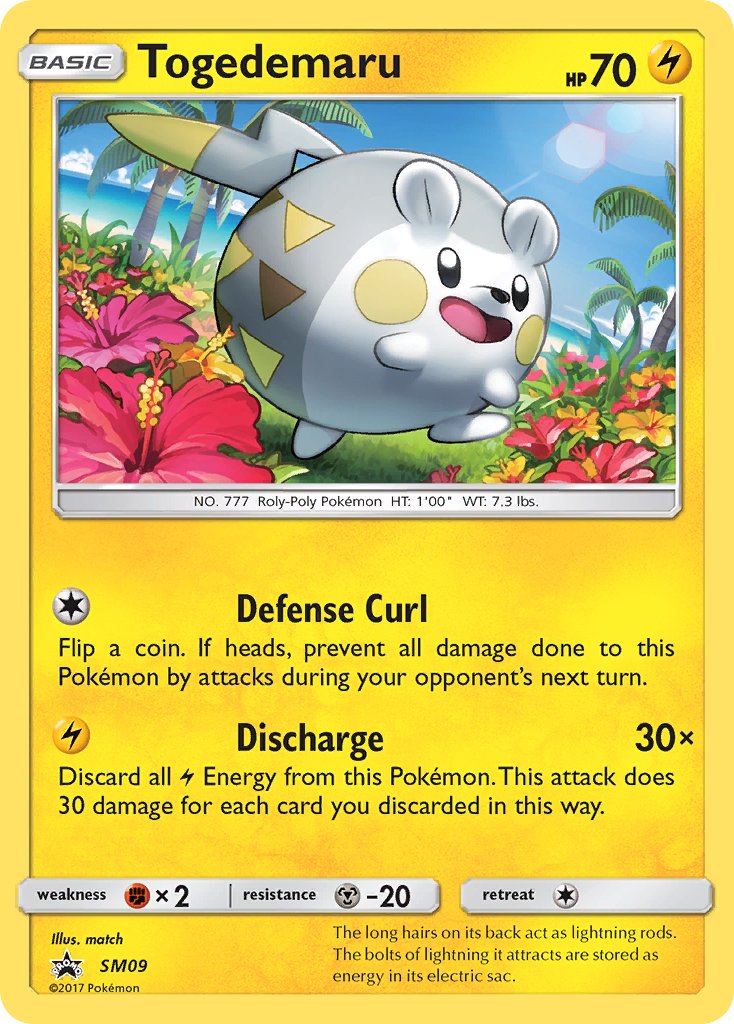 BASIC Togedemaru HP 70
NO. 777 Roly-Poly Pokémon HT: 1'00" WT: 7.3 lbs.
Defense Curl
Flip a coin. If heads, prevent all damage done to this
Pokémon by attacks during your opponent's next turn.
Discharge 30×
Discard all Energy from this Pokémon. This attack does
30 damage for each card you discarded in this way.
weakness ×2 resistance -20 retreat
Illus. match
PROMO SM09
©2017 Pokémon
The long hairs on its back act as lightning rods.
The bolts of lightning it attracts are stored as
energy in its electric sac.